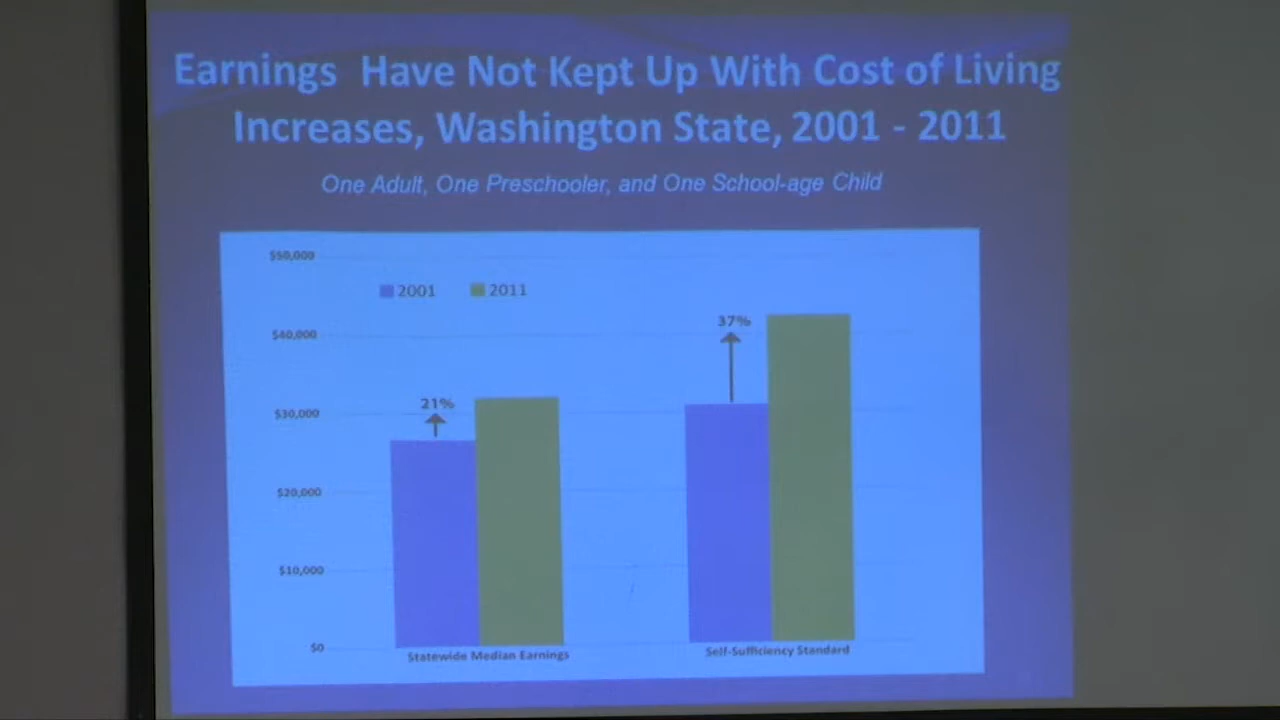 Earnings Have Not Kept Up With Cost of Living
Increases, Washington State, 2001 - 2011
One Adult, One Preschooler, and One School-age Child
$50,000
2001
2011
37%
$40,000
21%
$30,000
$20,000
$10,000
$0
Statewide Median Earnings
Self-Sufficiency Standard